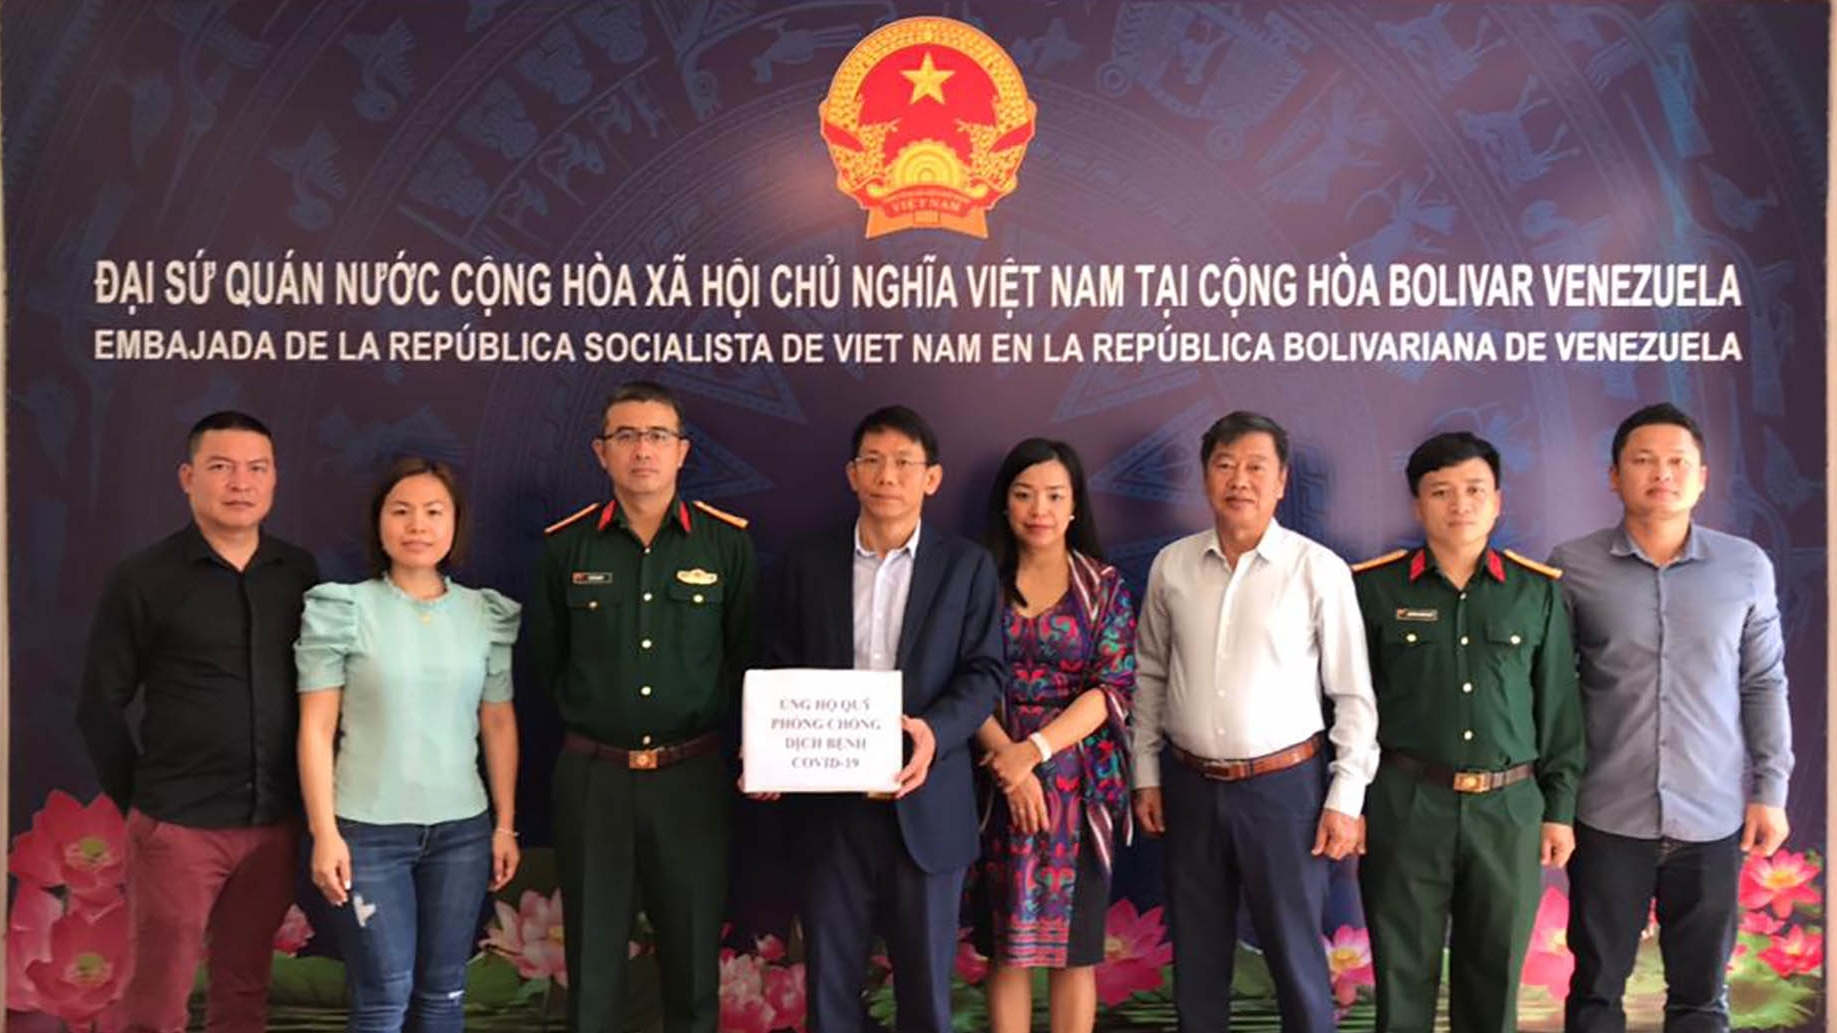 VIỆT NAM
ĐẠI SỨ QUÁN NƯỚC CỘNG HÒA XÃ HỘI CHỦ NGHĨA VIỆT NAM TẠI CỘNG HÒA BOLIVAR VENEZUELA
EMBAJADA DE LA REPÚBLICA SOCIALISTA DE VIET NAM EN LA REPÚBLICA BOLIVARIANA DE VENEZUELA
ỦNG HỘ QUỸ
PHÒNG CHỐNG
DỊCH BỆNH
COVID-19